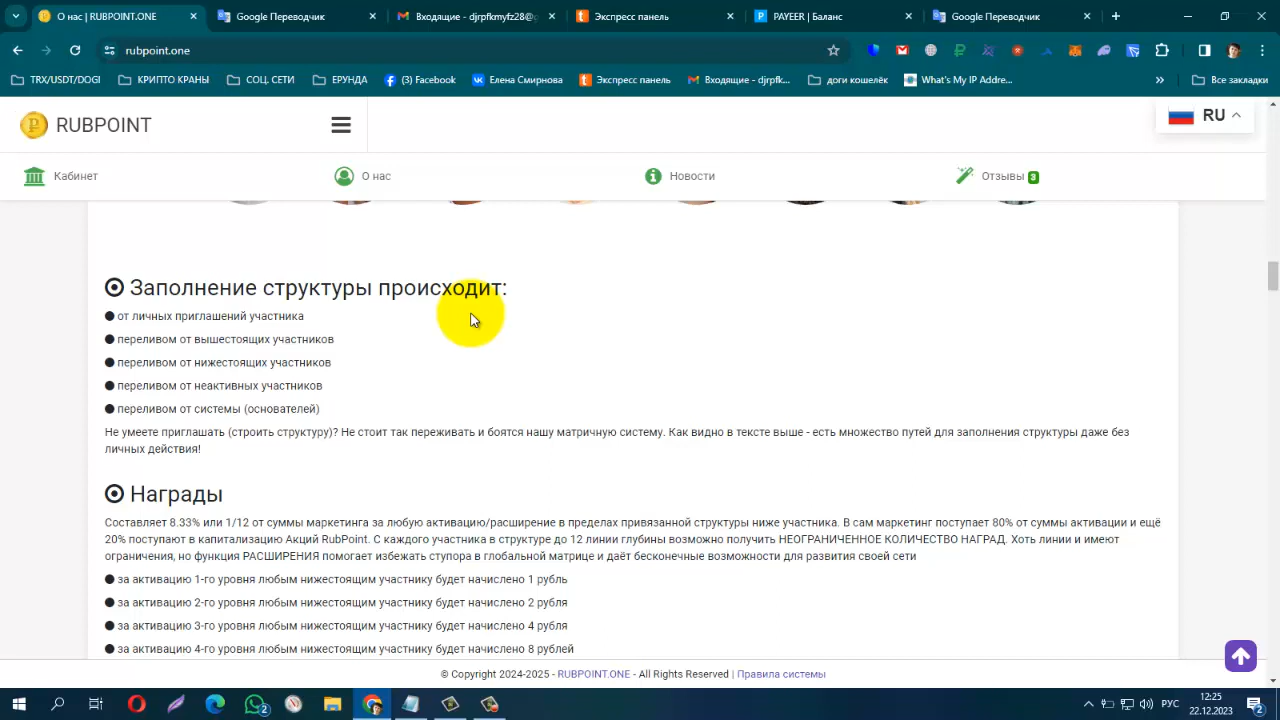 О нас | RUBPOINT.ONE
Google Переводчик
Входящие - djrpfkmyfz28@g
Экспресс панель
PAYEER | Баланс
Google Переводчик
rubpoint.one
TRX/USDT/DOGI
КРИПТО КРАНЫ
СОЦ. СЕТИ
ЕРУНДА
(3) Facebook
Елена Смирнова
Экспресс панель
Входящие - djrpfk...
доги кошелёк
What's My IP Addre...
Все закладки
RUBPOINT
RU
Кабинет
О нас
Новости
Отзывы 3
Заполнение структуры происходит:
от личных приглашений участника
переливом от вышестоящих участников
переливом от нижестоящих участников
переливом от неактивных участников
переливом от системы (основателей)
Не умеете приглашать (строить структуру)? Не стоит так переживать и боятся нашу матричную систему. Как видно в тексте выше - есть множество путей для заполнения структуры даже без
личных действия!
Награды
Составляет 8.33% или 1/12 от суммы маркетинга за любую активацию/расширение в пределах привязанной структуры ниже участника. В сам маркетинг поступает 80% от суммы активации и ещё
20% поступают в капитализацию Акций RubPoint. С каждого участника в структуре до 12 линии глубины возможно получить НЕОГРАНИЧЕННОЕ КОЛИЧЕСТВО НАГРАД. Хоть линии и имеют
ограничения, но функция РАСШИРЕНИЯ помогает избежать ступора в глобальной матрице и даёт бесконечные возможности для развития своей сети
за активацию 1-го уровня любым нижестоящим участнику будет начислено 1 рубль
за активацию 2-го уровня любым нижестоящим участнику будет начислено 2 рубля
за активацию 3-го уровня любым нижестоящим участнику будет начислено 4 рубля
за активацию 4-го уровня любым нижестоящим участнику будет начислено 8 рублей
© Copyright 2024-2025 - RUBPOINT.ONE - All Rights Reserved | Правила системы
2
РУС
12:25
22.12.2023
2